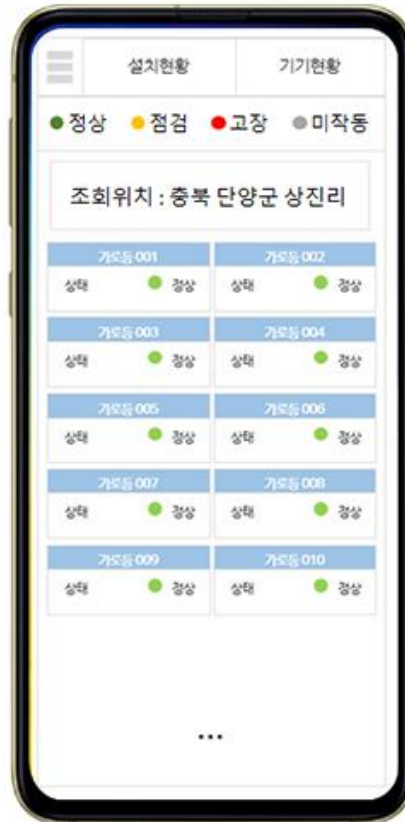 설치현황 기기현황
정상 점검 고장 미작동
조회위치 : 충북 단양군 상진리
가로등 001 가로등 002
상태 정상 상태 정상
가로등 003 가로등 004
상태 정상 상태 정상
가로등 005 가로등 006
상태 정상 상태 정상
가로등 007 가로등 008
상태 정상 상태 정상
가로등 009 가로등 010
상태 정상 상태 정상
...